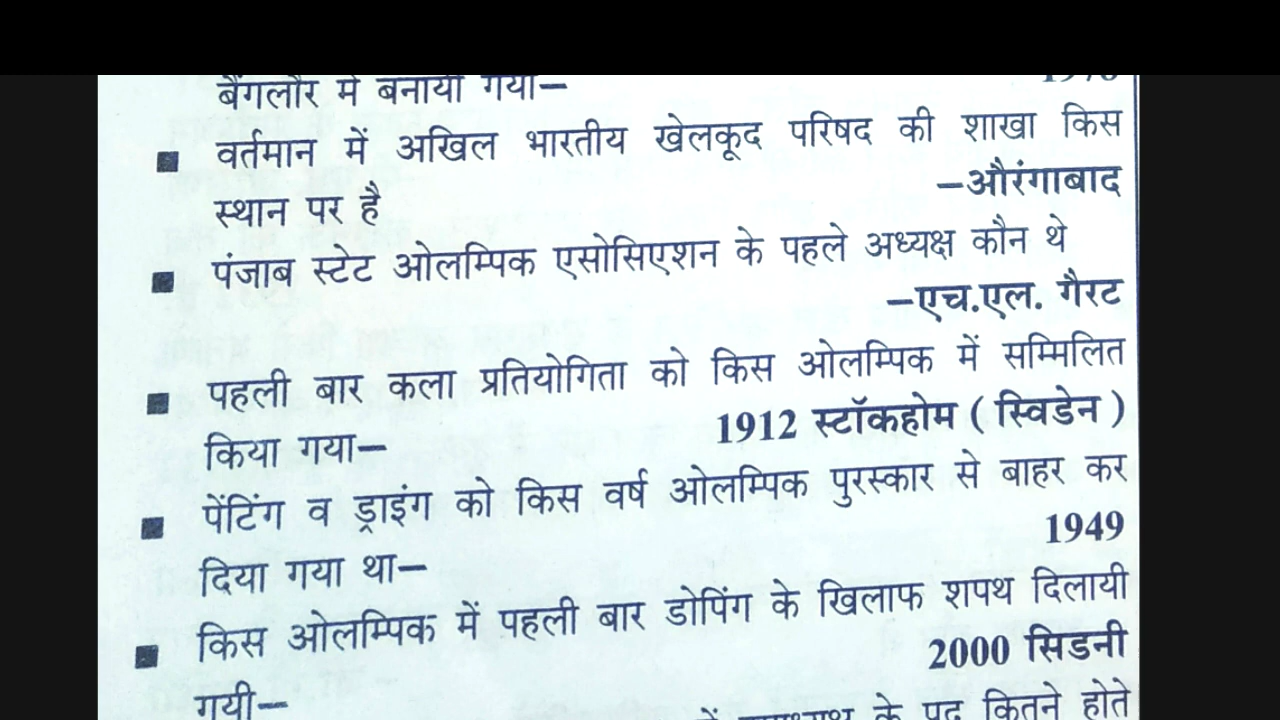 बैंगलौर में बनाया गया–
■ वर्तमान में अखिल भारतीय खेलकूद परिषद की शाखा किस
स्थान पर है –औरंगाबाद
■ पंजाब स्टेट ओलम्पिक एसोसिएशन के पहले अध्यक्ष कौन थे
–एच.एल. गैरट
■ पहली बार कला प्रतियोगिता को किस ओलम्पिक में सम्मिलित
किया गया– 1912 स्टॉकहोम ( स्विडेन )
■ पेंटिंग व ड्राइंग को किस वर्ष ओलम्पिक पुरस्कार से बाहर कर
दिया गया था– 1949
■ किस ओलम्पिक में पहली बार डोपिंग के खिलाफ शपथ दिलायी
गयी– 2000 सिडनी
के पद कितने होते